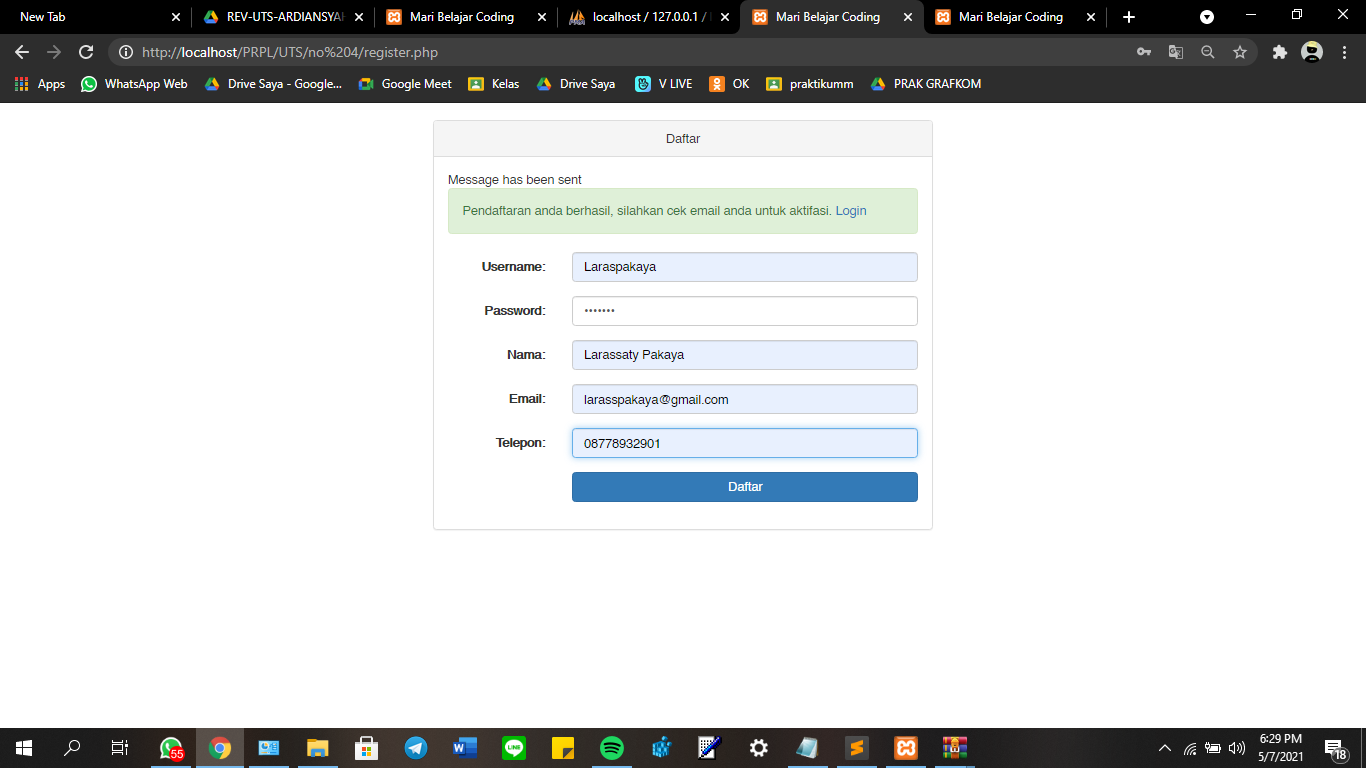 New Tab
REV-UTS-ARDIANSYAH
Mari Belajar Coding
localhost / 127.0.0.1 /
Mari Belajar Coding
Mari Belajar Coding
http://localhost/PRPL/UTS/no%204/register.php
Apps
WhatsApp Web
Drive Saya - Google...
Google Meet
Kelas
Drive Saya
V LIVE
OK
praktikumm
PRAK GRAFKOM
Daftar
Message has been sent
Pendaftaran anda berhasil, silahkan cek email anda untuk aktifasi. Login
Username: Laraspakaya
Password: •••••••
Nama: Larassaty Pakaya
Email: larasspakaya@gmail.com
Telepon: 08778932901
Daftar
55
LINE
6:29 PM
5/7/2021
18